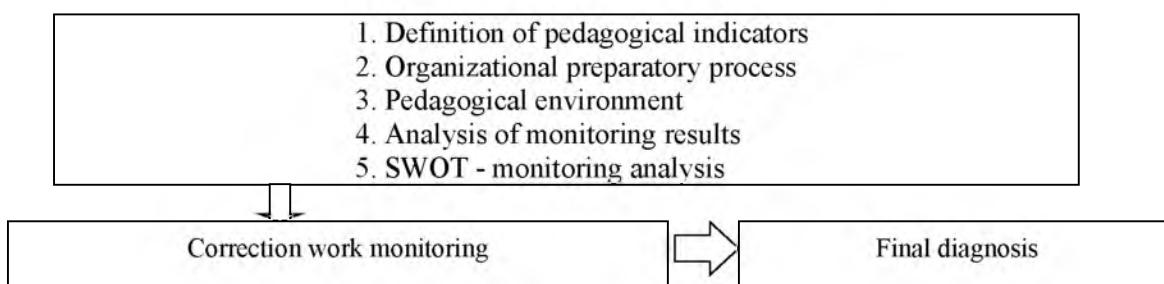 1. Definition of pedagogical indicators
2. Organizational preparatory process
3. Pedagogical environment
4. Analysis of monitoring results
5. SWOT - monitoring analysis
Correction work monitoring
Final diagnosis